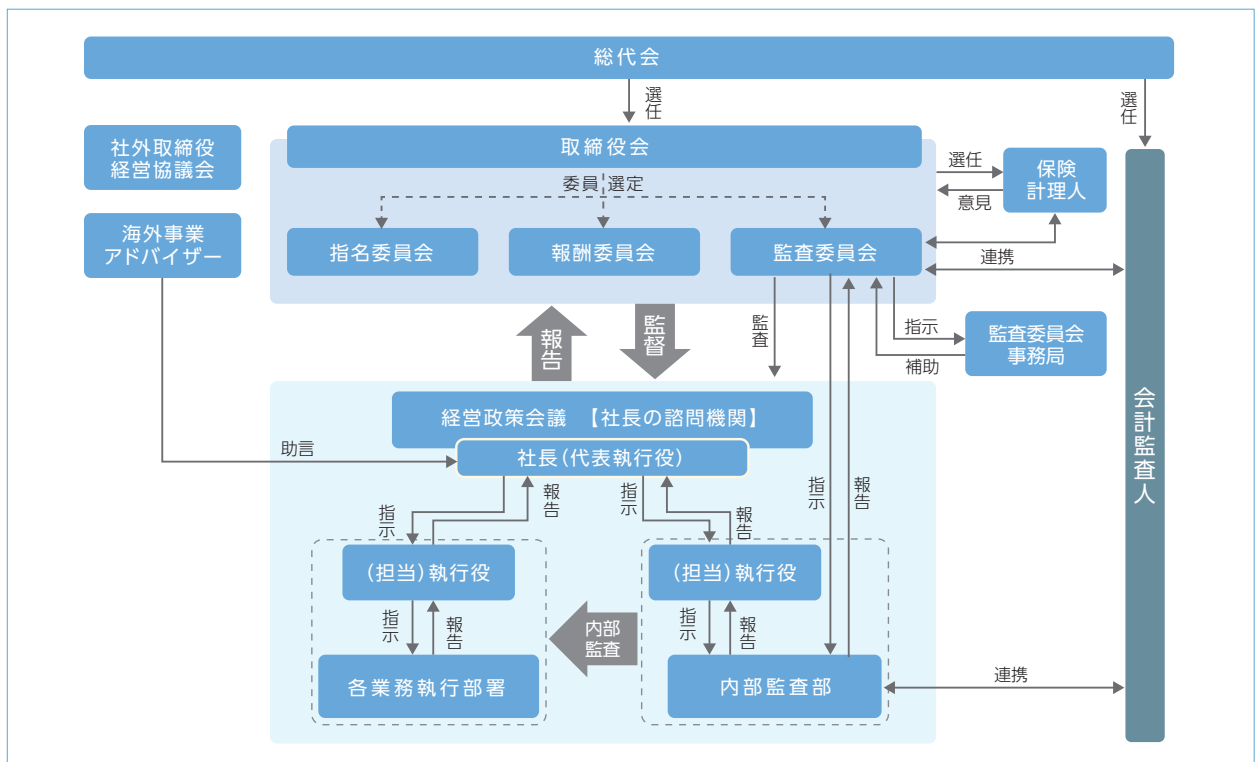 総代会
選任
選任
社外取締役
経営協議会
取締役会
選任
保険
計理人
意見
委員 選定
海外事業
アドバイザー
指名委員会
報酬委員会
監査委員会
連携
報告
監督
監査
指示
監査委員会
事務局
補助
会計監査人
経営政策会議 【社長の諮問機関】
助言
社長(代表執行役)
指示
報告
指示
報告
指示
報告
(担当)執行役
(担当)執行役
指示
報告
内部
監査
指示
報告
各業務執行部署
内部監査部
連携